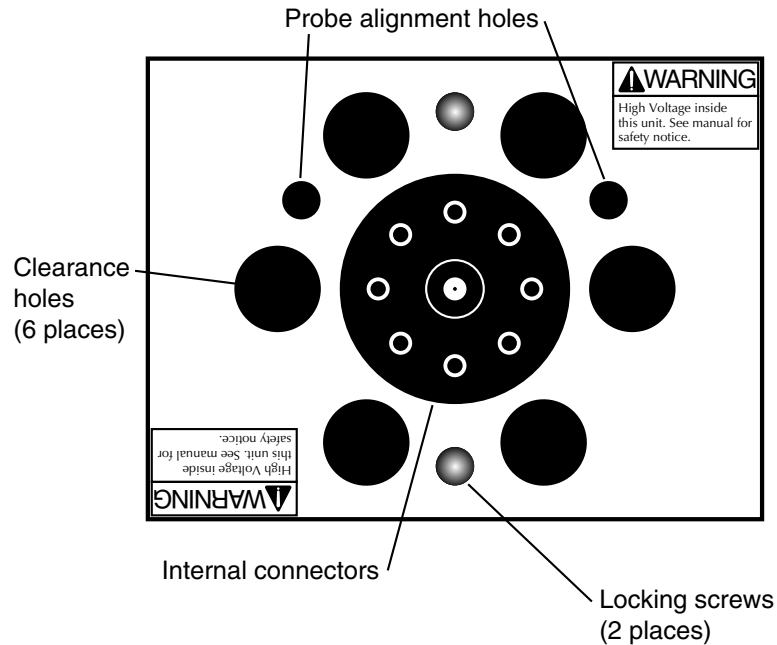 Probe alignment holes
WARNING
High Voltage inside
this unit. See manual for
safety notice.
Clearance
holes
(6 places)
WARNING
High Voltage inside
this unit. See manual for
safety notice.
Internal connectors
Locking screws
(2 places)